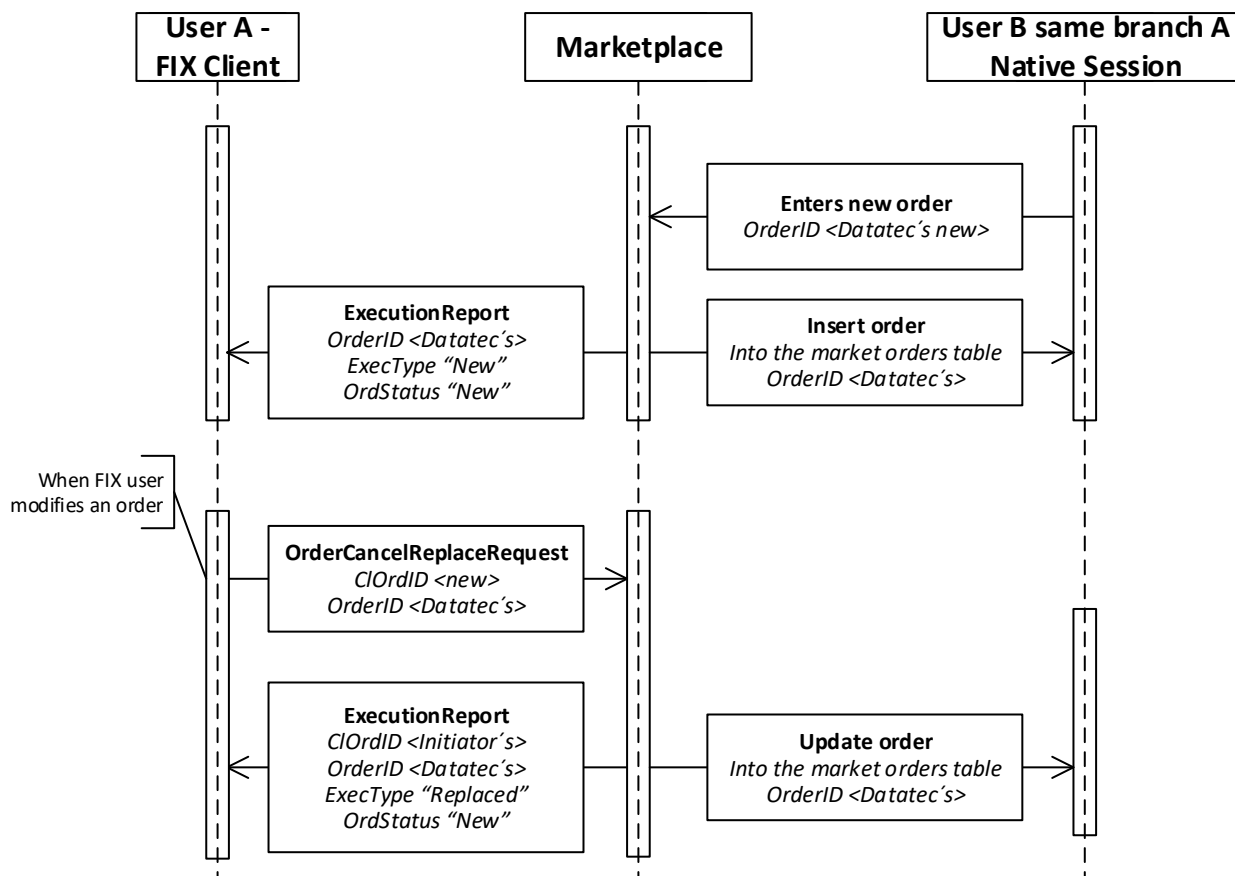 User A -
FIX Client
Marketplace
User B same branch A
Native Session
Enters new order
OrderID <Datatec´s new>
ExecutionReport
OrderID <Datatec´s>
ExecType “New”
OrdStatus “New”
Insert order
Into the market orders table
OrderID <Datatec´s>
When FIX user
modifies an order
OrderCancelReplaceRequest
ClOrdID <new>
OrderID <Datatec´s>
ExecutionReport
ClOrdID <Initiator´s>
OrderID <Datatec´s>
ExecType “Replaced”
OrdStatus “New”
Update order
Into the market orders table
OrderID <Datatec´s>